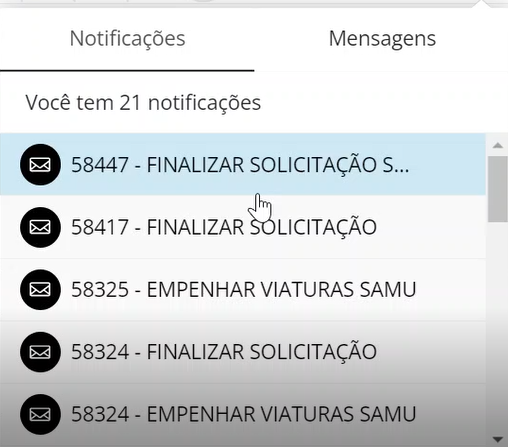 Notificações
Mensagens
Você tem 21 notificações
58447 - FINALIZAR SOLICITAÇÃO S...
58417 - FINALIZAR SOLICITAÇÃO
58325 - EMPENHAR VIATURAS SAMU
58324 - FINALIZAR SOLICITAÇÃO
58324 - EMPENHAR VIATURAS SAMU